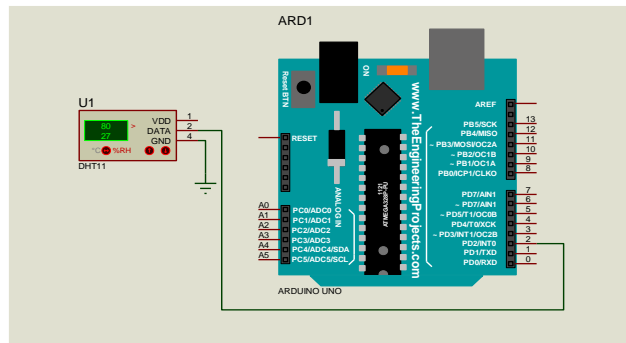 ARD1
U1
80
27
>
°C %RH
VDD 1
DATA 2
GND 4
DHT11
Reset BTN
ON
www.TheEngineeringProjects.com
RESET
ANALOG IN
1121
ATMEGA328P-PU
A0 PC0/ADC0
A1 PC1/ADC1
A2 PC2/ADC2
A3 PC3/ADC3
A4 PC4/ADC4/SDA
A5 PC5/ADC5/SCL
AREF
PB5/SCK 13
PB4/MISO 12
~ PB3/MOSI/OC2A 11
~ PB2/OC1B 10
~ PB1/OC1A 9
PB0/ICP1/CLKO 8
PD7/AIN1 7
~ PD7/AIN1 6
~ PD5/T1/OC0B 5
PD4/T0/XCK 4
~ PD3/INT1/OC2B 3
PD2/INT0 2
PD1/TXD 1
PD0/RXD 0
ARDUINO UNO